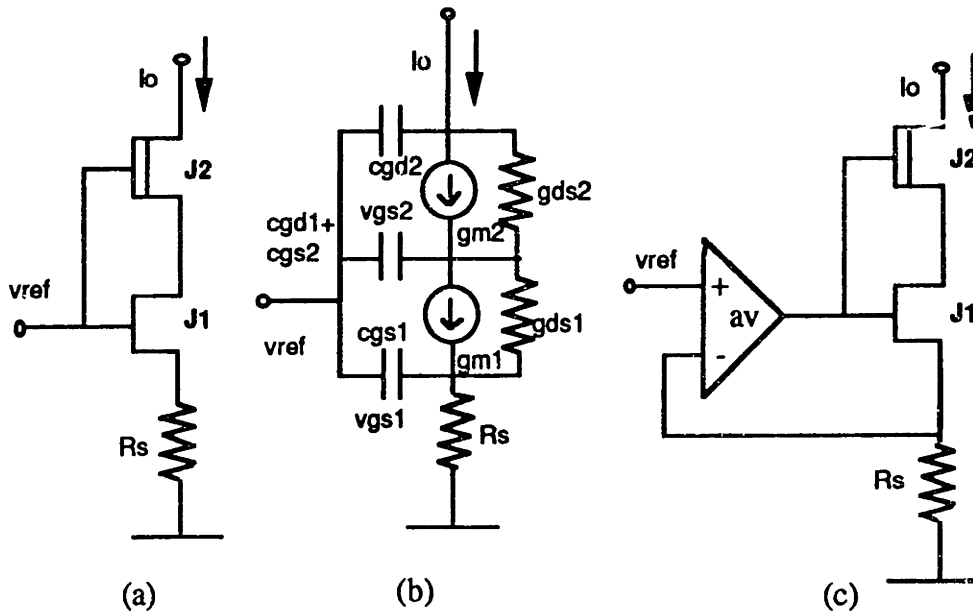 Io
J2
vref
J1
Rs
(a)
Io
cgd2
gds2
cgd1+
cgs2
vgs2
gm2
vref
cgs1
gds1
gm1
vgs1
Rs
(b)
Io
J2
vref
+
av
-
J1
Rs
(c)